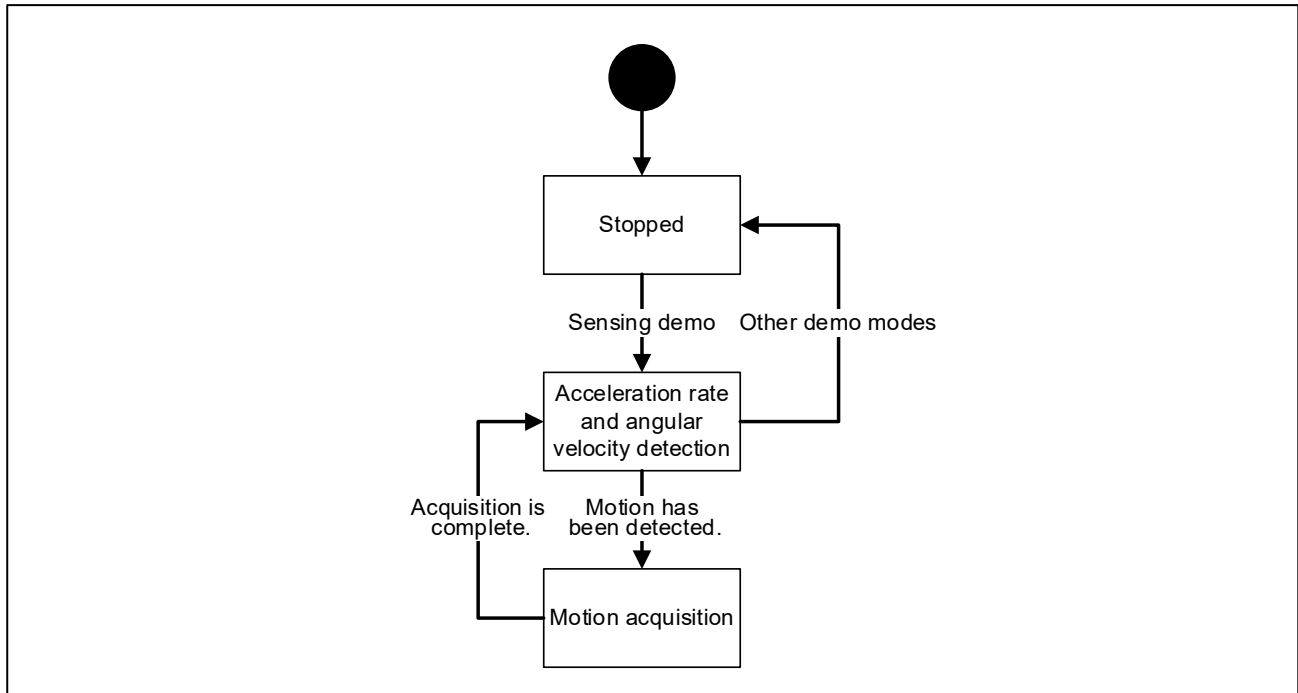 Stopped
Sensing demo
Other demo modes
Acceleration rate
and angular
velocity detection
Acquisition is
complete.
Motion has
been detected.
Motion acquisition